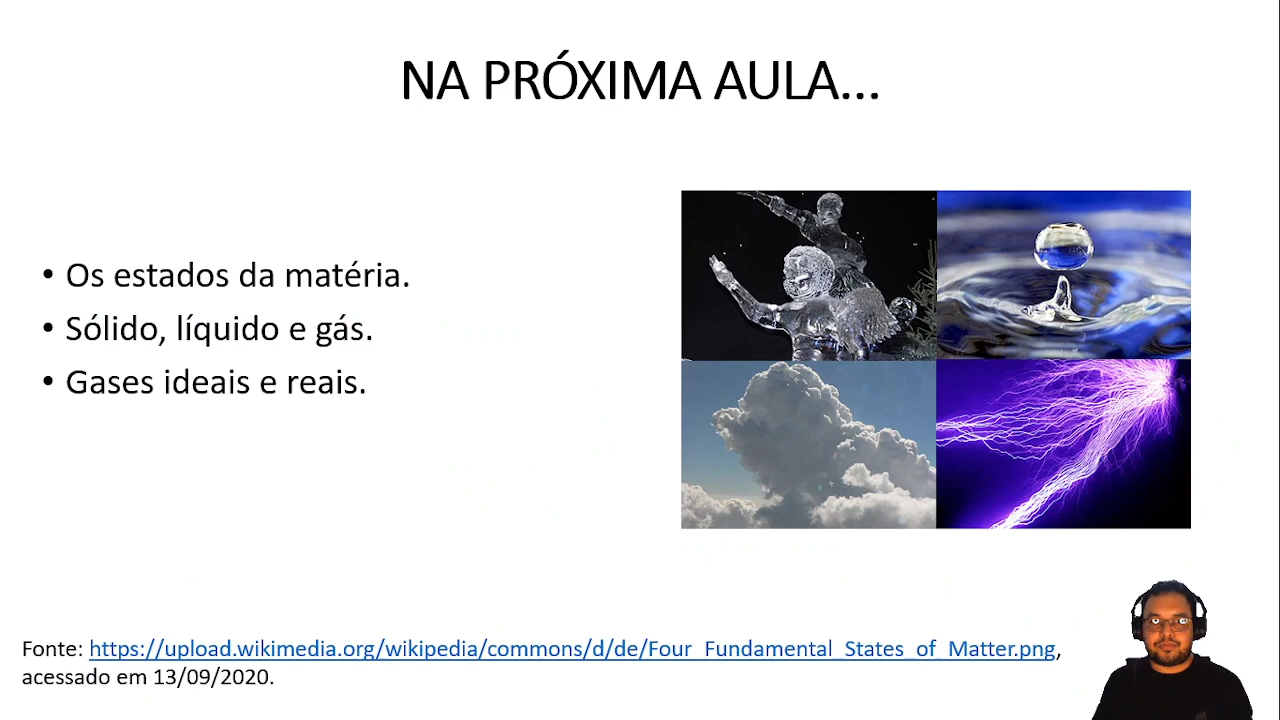 NA PRÓXIMA AULA...
• Os estados da matéria.
• Sólido, líquido e gás.
• Gases ideais e reais.
Fonte: https://upload.wikimedia.org/wikipedia/commons/d/de/Four_Fundamental_States_of_Matter.png,
acessado em 13/09/2020.